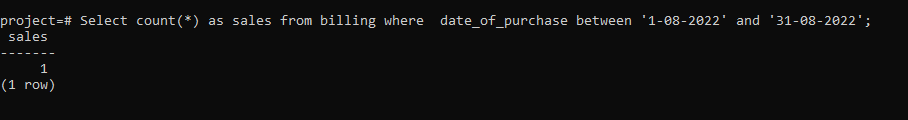 project=# Select count(*) as sales from billing where  date_of_purchase between '1-08-2022' and '31-08-2022';
 sales
-------
     1
(1 row)